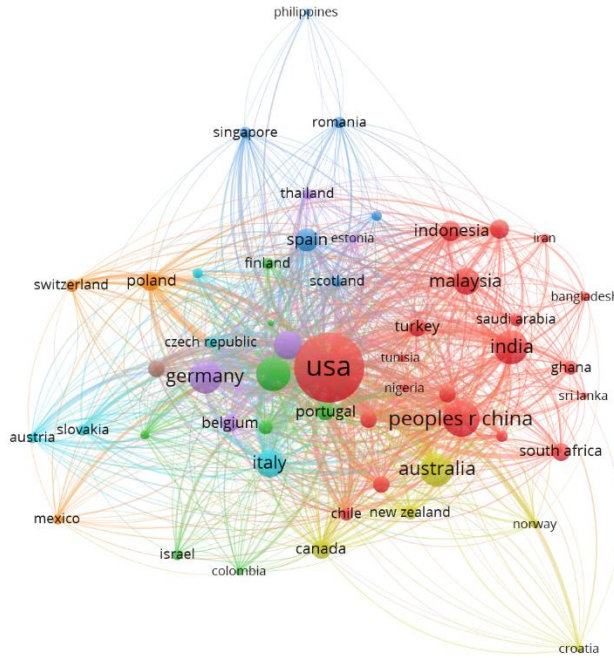 philippines
singapore
romania
thailand
spain
estonia
indonesia
iran
finland
scotland
switzerland
poland
malaysia
bangladesh
saudi arabia
turkey
czech republic
india
tunisia
usa
ghana
germany
nigeria
sri lanka
portugal
peoples r china
belgium
slovakia
austria
italy
australia
south africa
mexico
chile
new zealand
norway
israel
canada
colombia
croatia